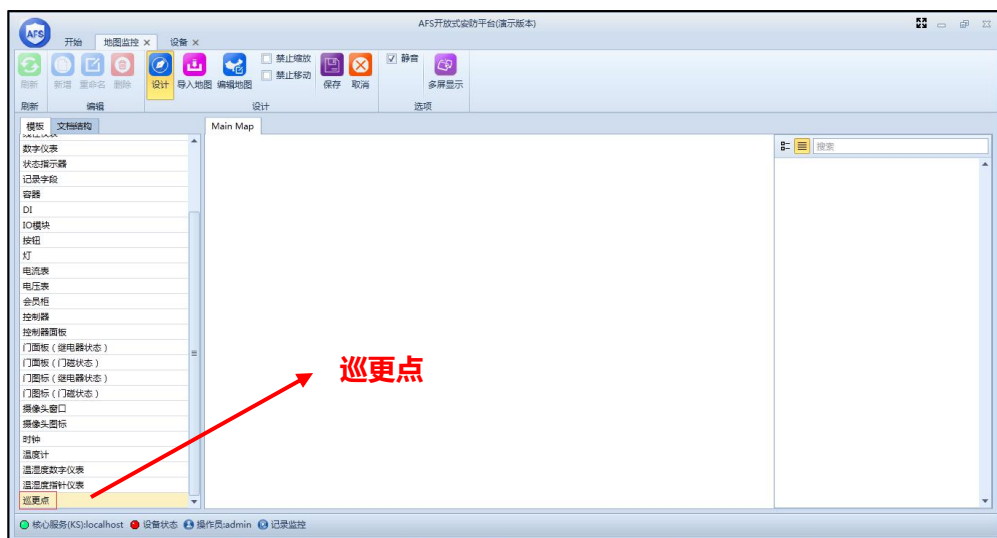 AFS开放式安防平台(演示版本)
AFS
开始 地图监控 × 设备 ×
刷新 新增 重命名 删除 设计 导入地图 编辑地图 禁止缩放 禁止移动 保存 取消 静音 多屏显示
刷新 编辑 设计 选项
模板 文档结构 Main Map
线性仪表
数字仪表
搜索
状态指示器
记录字段
容器
DI
IO模块
按钮
灯
电流表
电压表
会员柜
控制器
控制器面板
门面板(继电器状态)
门面板(门磁状态)
门图标(继电器状态)
门图标(门磁状态)
摄像头窗口
摄像头图标
时钟
温度计
温湿度数字仪表
温湿度指针仪表
巡更点
巡更点
核心服务(KS):localhost 设备状态 操作员:admin 记录监控